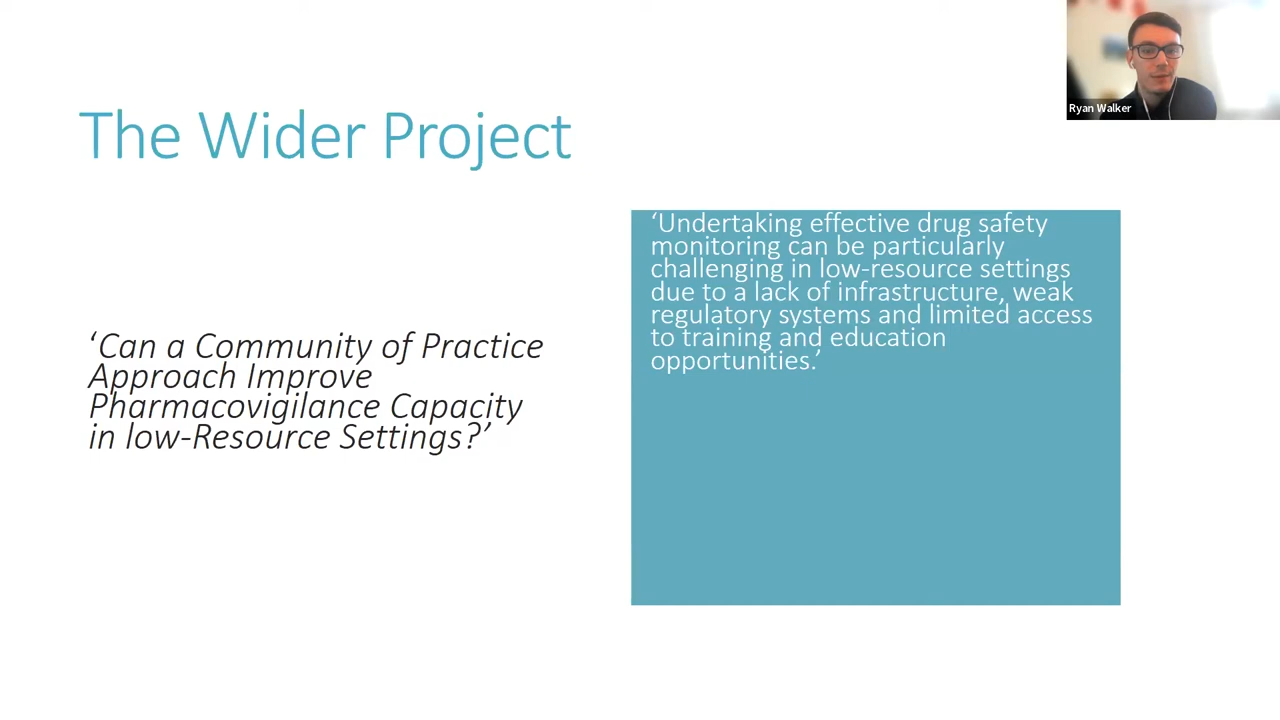 The Wider Project
‘Can a Community of Practice
Approach Improve
Pharmacovigilance Capacity
in low-Resource Settings?’
‘Undertaking effective drug safety
monitoring can be particularly
challenging in low-resource settings
due to a lack of infrastructure, weak
regulatory systems and limited access
to training and education
opportunities.’
Ryan Walker